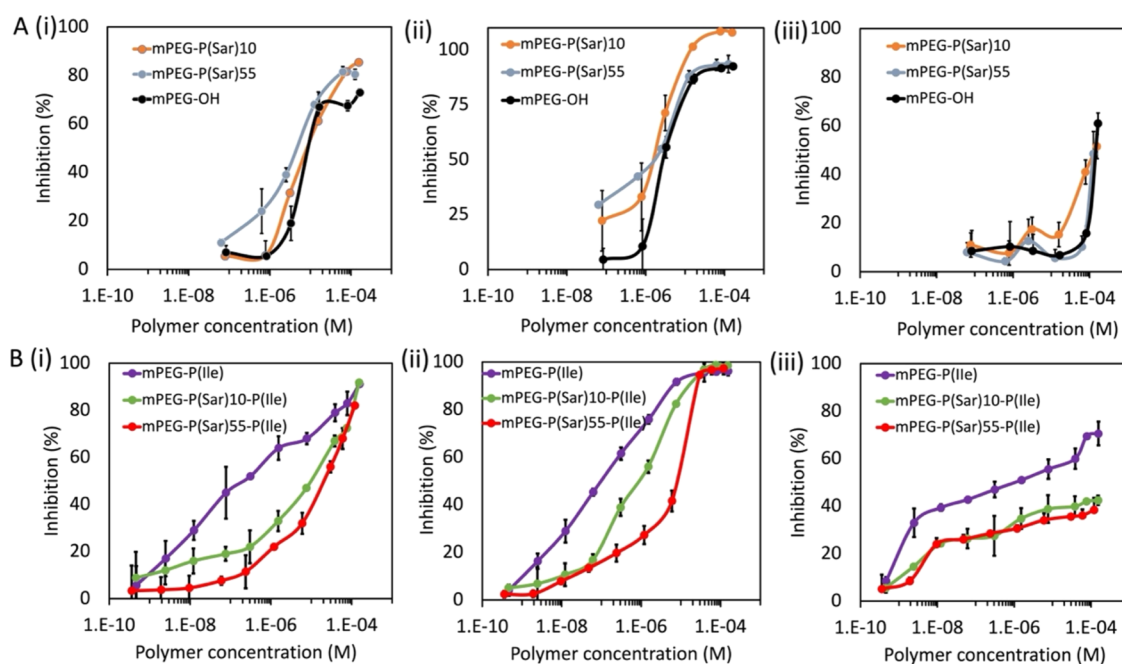 A (i)
100
80
60
40
20
0
Inhibition (%)
mPEG-P(Sar)10
mPEG-P(Sar)55
mPEG-OH
1.E-10 1.E-08 1.E-06 1.E-04
Polymer concentration (M)
(ii)
100
75
50
25
0
Inhibition (%)
mPEG-P(Sar)10
mPEG-P(Sar)55
mPEG-OH
1.E-10 1.E-08 1.E-06 1.E-04
Polymer concentration (M)
(iii)
100
80
60
40
20
0
Inhibition (%)
mPEG-P(Sar)10
mPEG-P(Sar)55
mPEG-OH
1.E-10 1.E-08 1.E-06 1.E-04
Polymer concentration (M)
B (i)
100
80
60
40
20
0
Inhibition (%)
mPEG-P(Ile)
mPEG-P(Sar)10-P(Ile)
mPEG-P(Sar)55-P(Ile)
1.E-10 1.E-08 1.E-06 1.E-04
Polymer concentration (M)
(ii)
100
80
60
40
20
0
Inhibition (%)
mPEG-P(Ile)
mPEG-P(Sar)10-P(Ile)
mPEG-P(Sar)55-P(Ile)
1.E-10 1.E-08 1.E-06 1.E-04
Polymer concentration (M)
(iii)
100
80
60
40
20
0
Inhibition (%)
mPEG-P(Ile)
mPEG-P(Sar)10-P(Ile)
mPEG-P(Sar)55-P(Ile)
1.E-10 1.E-08 1.E-06 1.E-04
Polymer concentration (M)